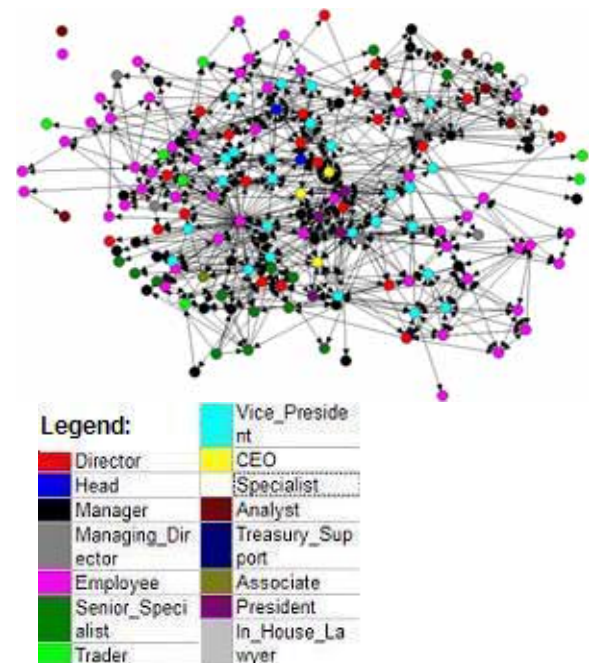 Legend:
Director
Head
Manager
Managing_Dir
ector
Employee
Senior_Speci
alist
Trader
Vice_Preside
nt
CEO
Specialist
Analyst
Treasury_Sup
port
Associate
President
In_House_La
wyer